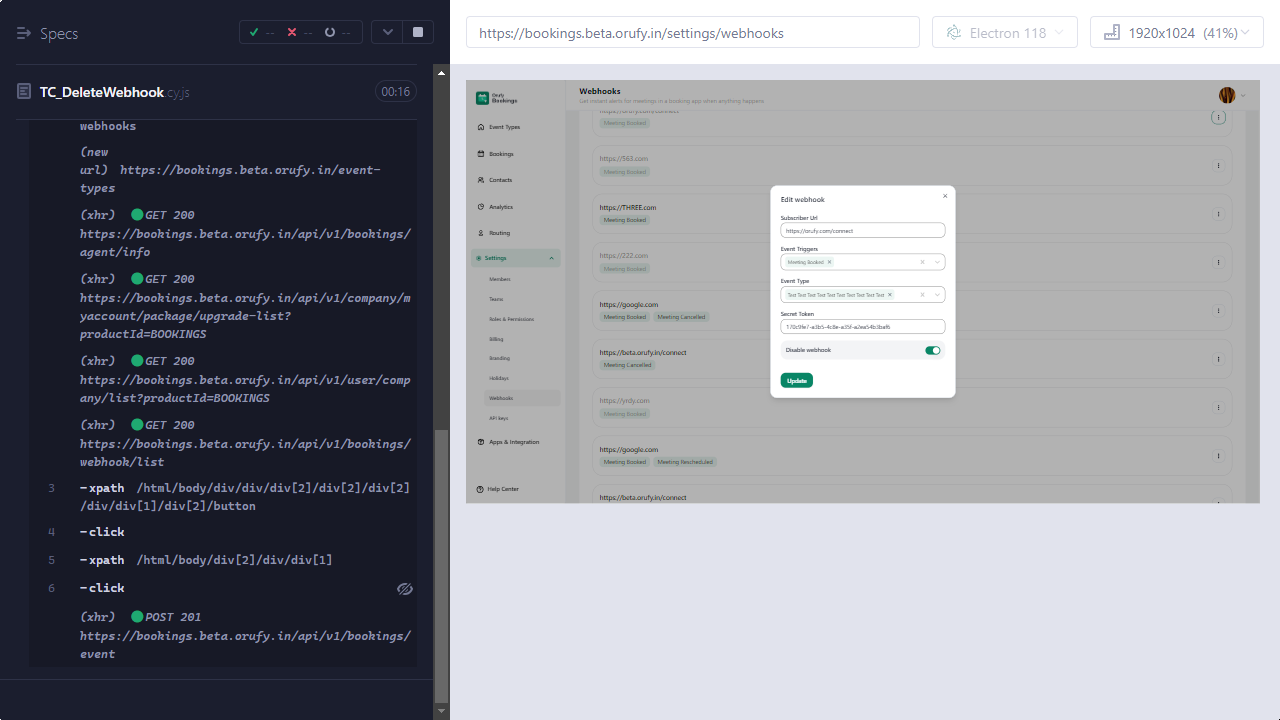 Specs
-- -- --
TC_DeleteWebhook.cy.js
00:16
webhooks
(new
url) https://bookings.beta.orufy.in/event-
types
(xhr) GET 200
https://bookings.beta.orufy.in/api/v1/bookings/
agent/info
(xhr) GET 200
https://bookings.beta.orufy.in/api/v1/company/m
yaccount/package/upgrade-list?
productId=BOOKINGS
(xhr) GET 200
https://bookings.beta.orufy.in/api/v1/user/comp
any/list?productId=BOOKINGS
(xhr) GET 200
https://bookings.beta.orufy.in/api/v1/bookings/
webhook/list
3 -xpath /html/body/div/div/div[2]/div[2]/div[2]
/div/div[1]/div[2]/button
4 -click
5 -xpath /html/body/div[2]/div/div[1]
6 -click
(xhr) POST 201
https://bookings.beta.orufy.in/api/v1/bookings/
event
https://bookings.beta.orufy.in/settings/webhooks
Electron 118
1920x1024 (41%)
Orufy
Bookings
Event Types
Bookings
Contacts
Analytics
Routing
Settings
Members
Teams
Roles & Permissions
Billing
Branding
Holidays
Webhooks
API keys
Apps & Integration
Help Center
Webhooks
Get instant alerts for meetings in a booking app when anything happens
Meeting Booked
https://563.com
Meeting Booked
https://THREE.com
Meeting Booked
https://222.com
Meeting Booked
https://google.com
Meeting Booked Meeting Cancelled
https://beta.orufy.in/connect
Meeting Cancelled
https://yrdy.com
Meeting Booked
https://google.com
Meeting Booked Meeting Rescheduled
https://beta.orufy.in/connect
Edit webhook
Subscriber Url
https://orufy.com/connect
Event Triggers
Meeting Booked
Event Type
Test Test Test Test Test Test Test Test Test Test
Secret Token
Disable webhook
Update